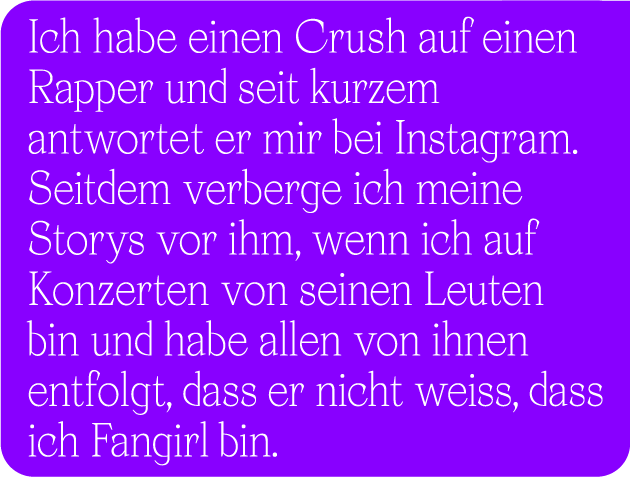 Ich habe einen Crush auf einen
Rapper und seit kurzem
antwortet er mir bei Instagram.
Seitdem verberge ich meine
Storys vor ihm, wenn ich auf
Konzerten von seinen Leuten
bin und habe allen von ihnen
entfolgt, dass er nicht weiss, dass
ich Fangirl bin.